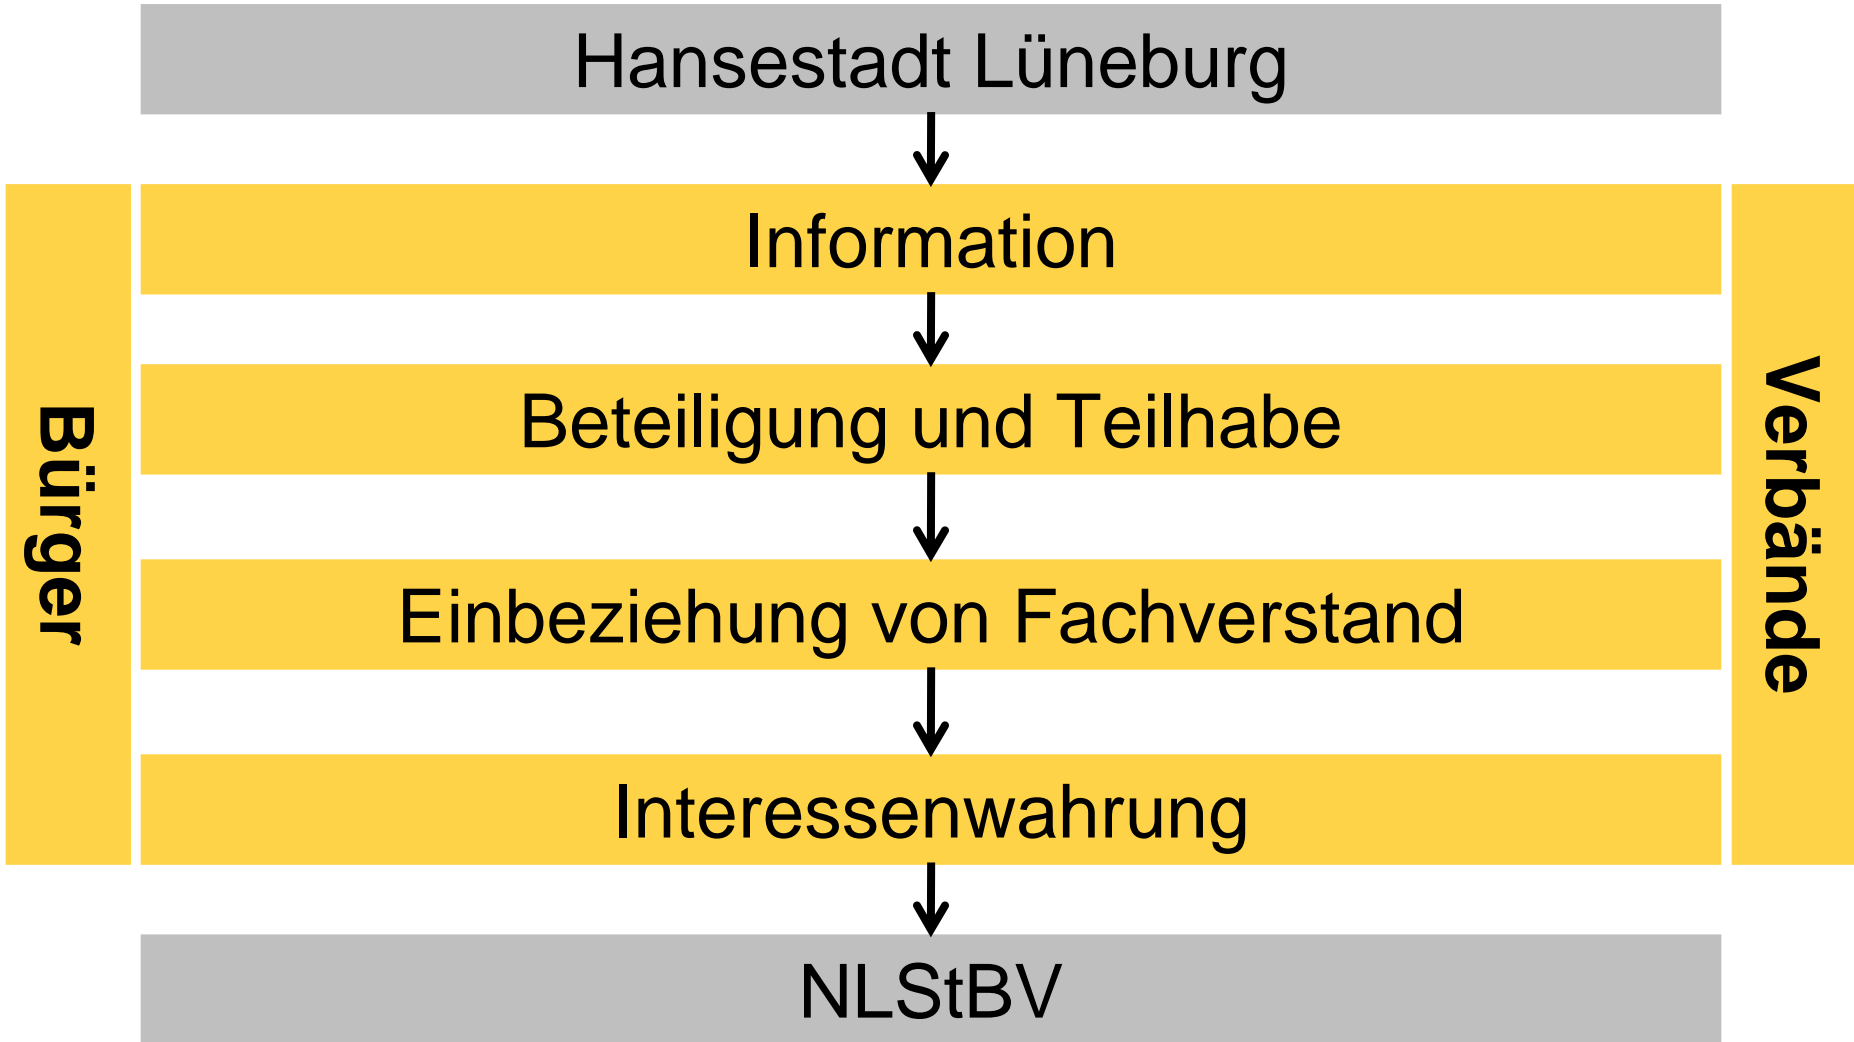 Hansestadt Lüneburg
Information
Beteiligung und Teilhabe
Einbeziehung von Fachverstand
Interessenwahrung
NLStBV
Bürger
Verbände